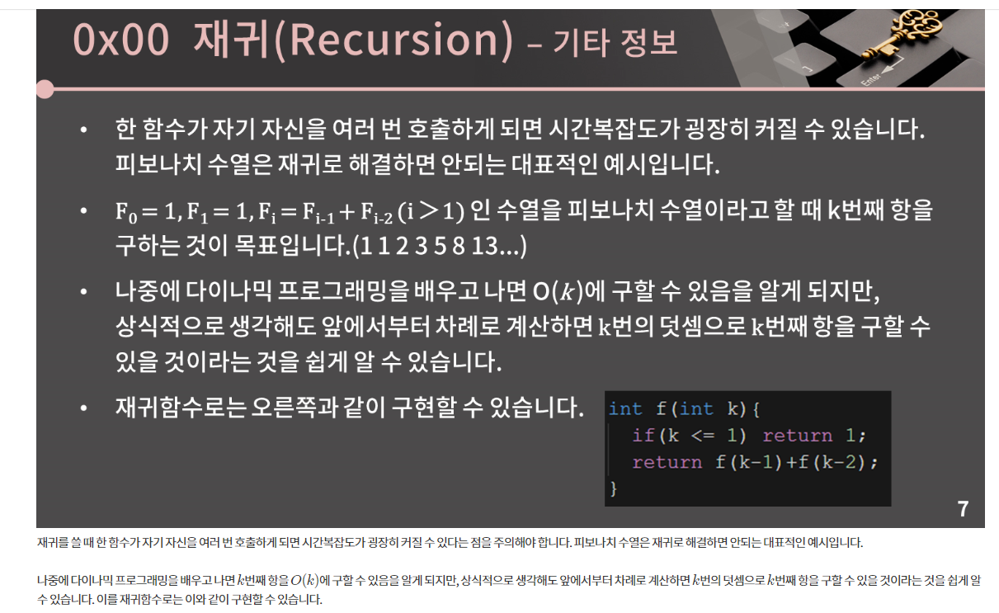 0x00 재귀(Recursion) – 기타 정보
Enter
• 한 함수가 자기 자신을 여러 번 호출하게 되면 시간복잡도가 굉장히 커질 수 있습니다.
피보나치 수열은 재귀로 해결하면 안되는 대표적인 예시입니다.
• F₀ = 1, F₁ = 1, Fᵢ = Fᵢ₋₁ + Fᵢ₋₂ (i > 1) 인 수열을 피보나치 수열이라고 할 때 k번째 항을
구하는 것이 목표입니다.(1 1 2 3 5 8 13...)
• 나중에 다이나믹 프로그래밍을 배우고 나면 O(k)에 구할 수 있음을 알게 되지만,
상식적으로 생각해도 앞에서부터 차례로 계산하면 k번의 덧셈으로 k번째 항을 구할 수
있을 것이라는 것을 쉽게 알 수 있습니다.
• 재귀함수로는 오른쪽과 같이 구현할 수 있습니다.
int f(int k){
if(k <= 1) return 1;
return f(k-1)+f(k-2);
}
7
재귀를 쓸 때 한 함수가 자기 자신을 여러 번 호출하게 되면 시간복잡도가 굉장히 커질 수 있다는 점을 주의해야 합니다. 피보나치 수열은 재귀로 해결하면 안되는 대표적인 예시입니다.
나중에 다이나믹 프로그래밍을 배우고 나면 k번째 항을 O(k)에 구할 수 있음을 알게 되지만, 상식적으로 생각해도 앞에서부터 차례로 계산하면 k번의 덧셈으로 k번째 항을 구할 수 있을 것이라는 것을 쉽게 알
수 있습니다. 이를 재귀함수로는 이와 같이 구현할 수 있습니다.